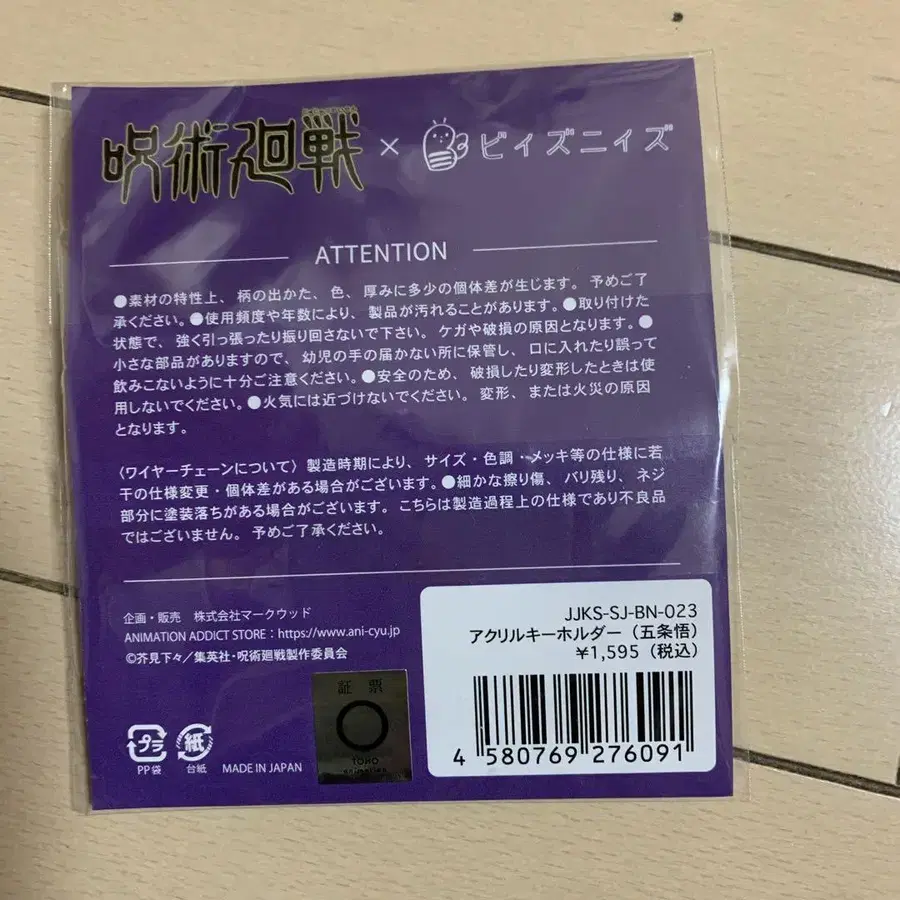 呪術廻戦 × ビィズニィズ
ATTENTION
●素材の特性上、柄の出かた、色、厚みに多少の個体差が生じます。予めご了
承ください。●使用頻度や年数により、製品が汚れることがあります。●取り付けた
状態で、強く引っ張ったり振り回さないで下さい。ケガや破損の原因となります。●
小さな部品がありますので、幼児の手の届かない所に保管し、口に入れたり誤って
飲みこないように十分ご注意ください。●安全のため、破損したり変形したときは使
用しないでください。●火気には近づけないでください。変形、または火災の原因
となります。
〈ワイヤーチェーンについて〉製造時期により、サイズ・色調・メッキ等の仕様に若
干の仕様変更・個体差がある場合がございます。●細かな擦り傷、バリ残り、ネジ
部分に塗装落ちがある場合がございます。こちらは製造過程上の仕様であり不良品
ではございません。予めご了承ください。
企画・販売 株式会社マークウッド
ANIMATION ADDICT STORE：https://www.ani-cyu.jp
©芥見下々／集英社・呪術廻戦製作委員会
プラ
PP袋
紙
台紙
MADE IN JAPAN
証票
TOHO
animation
JJKS-SJ-BN-023
アクリルキーホルダー（五条悟）
￥1,595（税込）
4 580769 276091